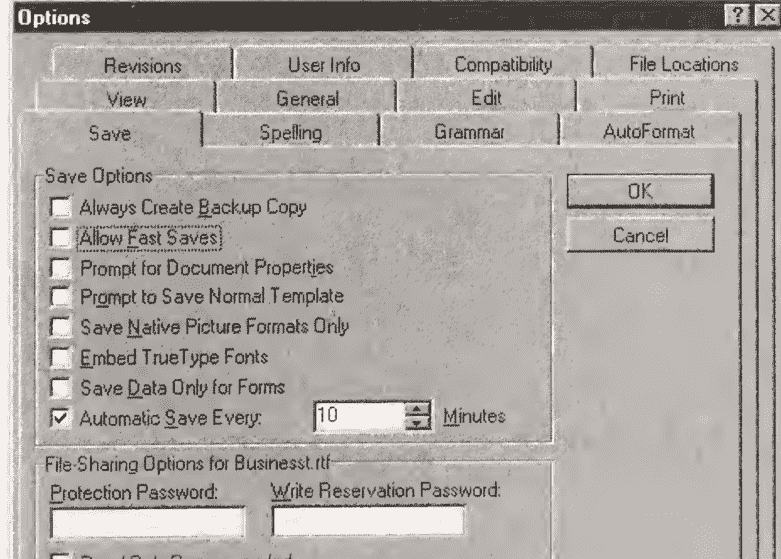 Options
Revisions User Info Compatibility File Locations
View General Edit Print
Save Spelling Grammar AutoFormat
Save Options
Always Create Backup Copy
OK
Allow Fast Saves
Cancel
Prompt for Document Properties
Prompt to Save Normal Template
Save Native Picture Formats Only
Embed TrueType Fonts
Save Data Only for Forms
Automatic Save Every: 10 Minutes
File-Sharing Options for Businesst.rtf
Protection Password: Write Reservation Password: